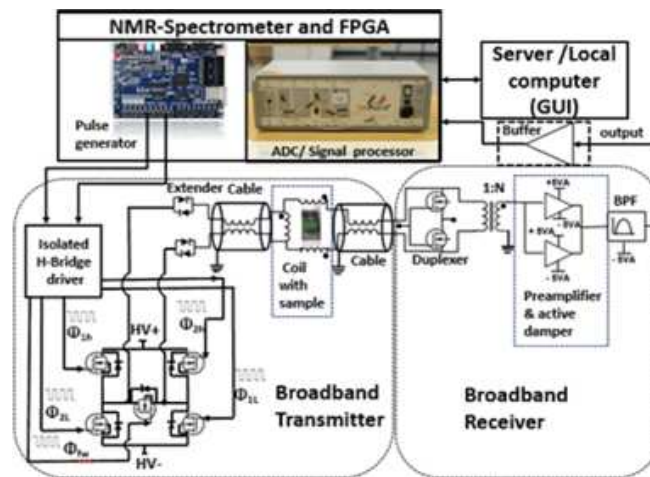 NMR-Spectrometer and FPGA
Pulse
generator
ADC/ Signal processor
Server /Local
computer
(GUI)
Buffer
output
Extender
Cable
1:N
+5VA
BPF
Isolated
H-Bridge
driver
- 5VA
+ 5VA
- 5VA
- 5VA
Duplexer
Cable
Coil
with
sample
Preamplifier
& active
damper
HV+
Φ1h
Φ2h
Φ2L
Φ1L
Φfw
HV-
Broadband
Transmitter
Broadband
Receiver